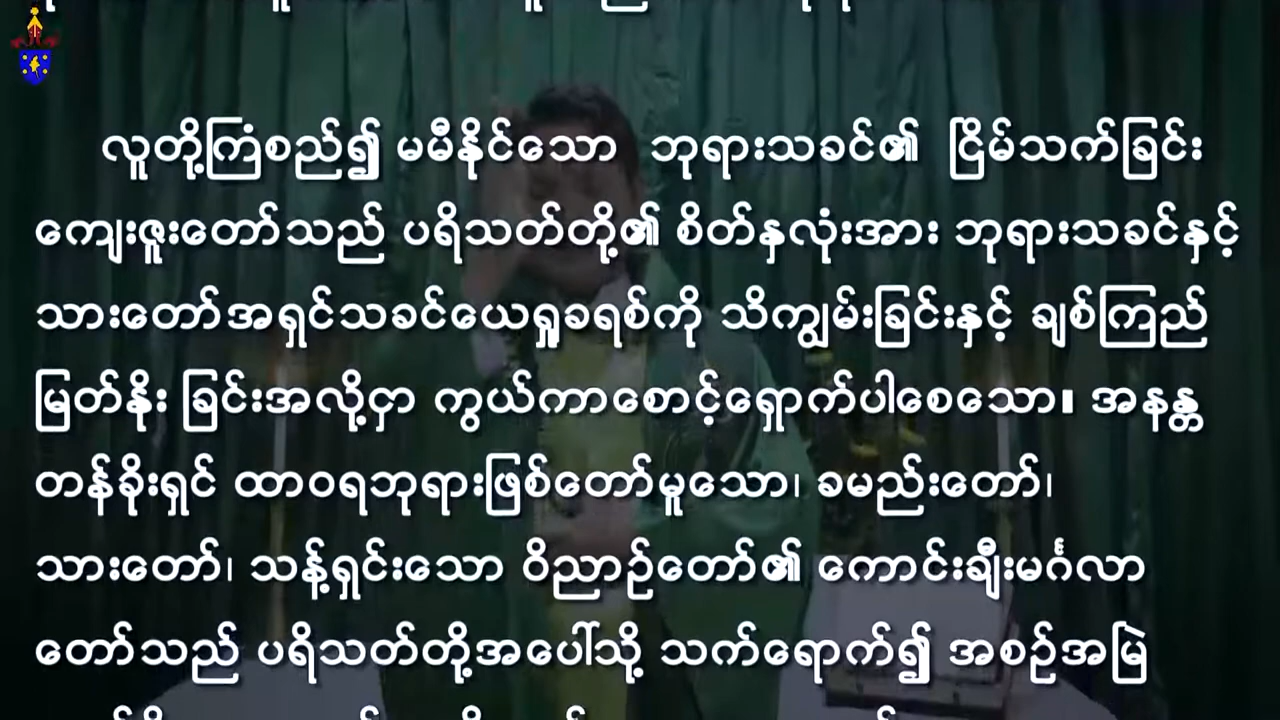 လူတို့ကြံစည်၍ မမီနိုင်သော ဘုရားသခင်၏ ငြိမ်သက်ခြင်း
ကျေးဇူးတော်သည် ပရိသတ်တို့၏ စိတ်နှလုံးအား ဘုရားသခင်နှင့်
သားတော်အရှင်သခင်ယေရှုခရစ်ကို သိကျွမ်းခြင်းနှင့် ချစ်ကြည်
မြတ်နိုး ခြင်းအလို့ငှာ ကွယ်ကာစောင့်ရှောက်ပါစေသော။ အနန္တ
တန်ခိုးရှင် ထာဝရဘုရားဖြစ်တော်မူသော၊ ခမည်းတော်၊
သားတော်၊ သန့်ရှင်းသော ဝိညာဉ်တော်၏ ကောင်းချီးမင်္ဂလာ
တော်သည် ပရိသတ်တို့အပေါ်သို့ သက်ရောက်၍ အစဉ်အမြဲ